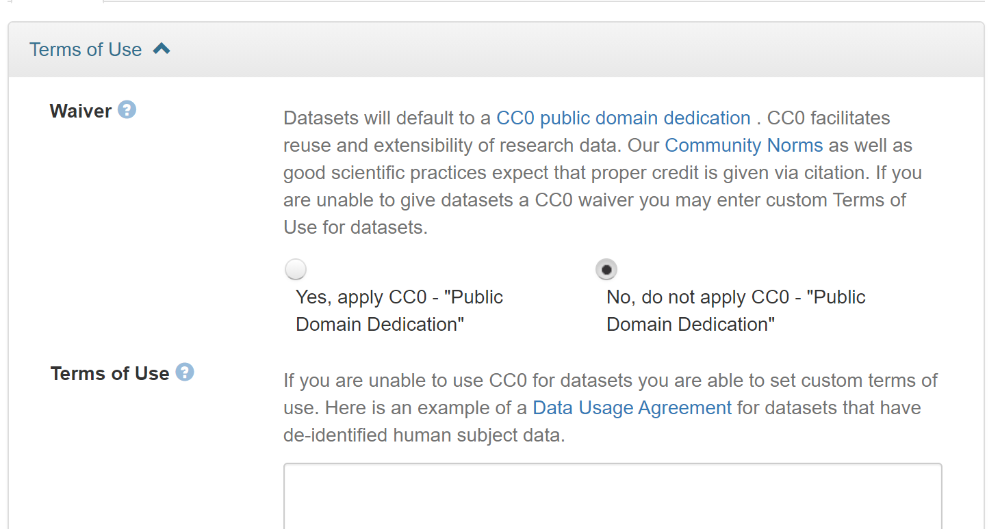 Terms of Use
Waiver ?
Datasets will default to a CC0 public domain dedication . CC0 facilitates
reuse and extensibility of research data. Our Community Norms as well as
good scientific practices expect that proper credit is given via citation. If you
are unable to give datasets a CC0 waiver you may enter custom Terms of
Use for datasets.
Yes, apply CC0 - "Public
Domain Dedication"
No, do not apply CC0 - "Public
Domain Dedication"
Terms of Use ?
If you are unable to use CC0 for datasets you are able to set custom terms of
use. Here is an example of a Data Usage Agreement for datasets that have
de-identified human subject data.